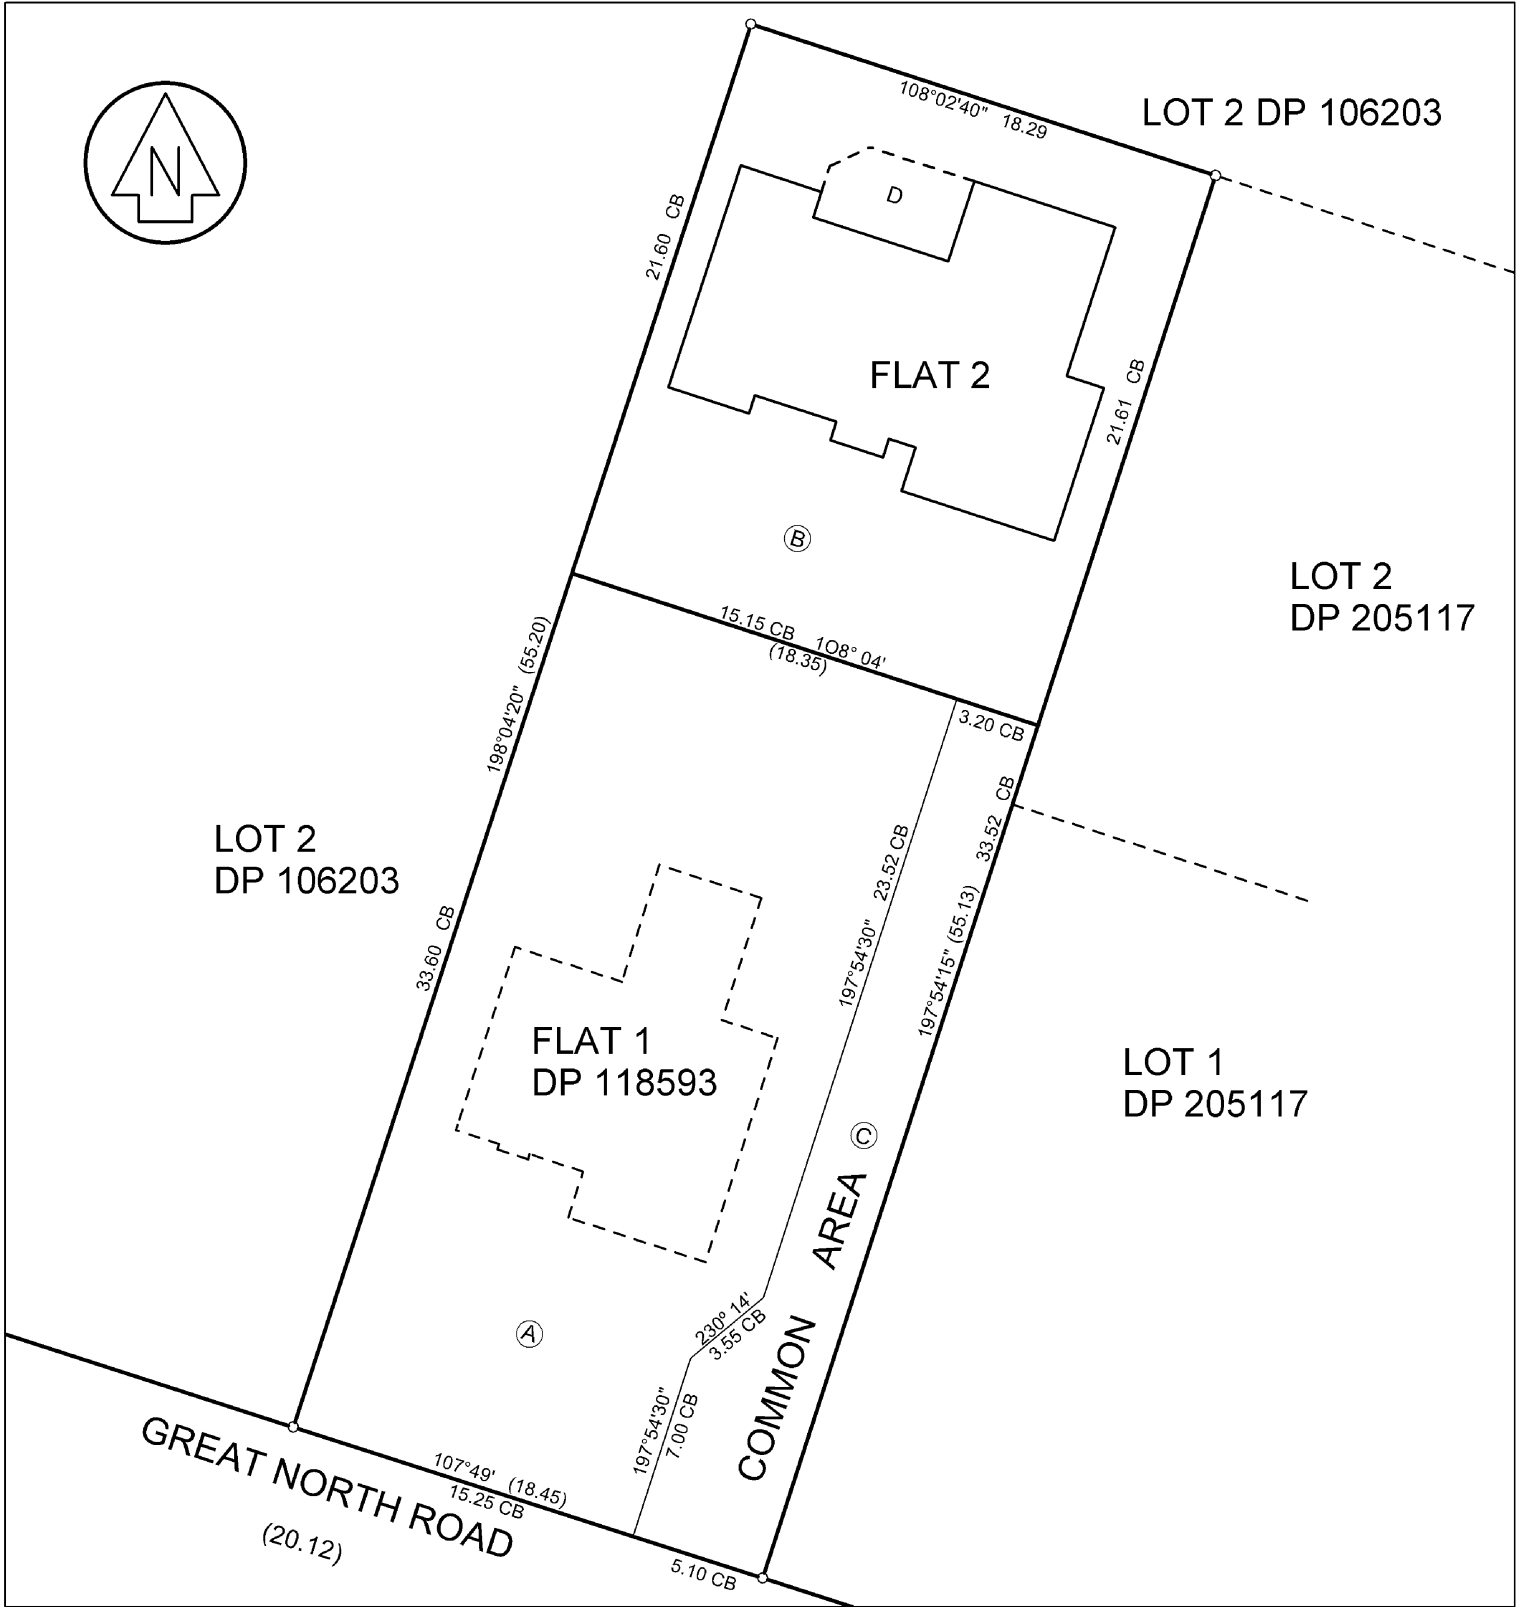 N
108°02'40" 18.29
LOT 2 DP 106203
D
21.60 CB
FLAT 2
21.61 CB
B
LOT 2
DP 205117
15.15 CB 1O8° 04'
(18.35)
3.20 CB
198°04'20" (55.20)
33.52 CB
23.52 CB
LOT 2
DP 106203
33.60 CB
197°54'30"
197°54'15" (55.13)
FLAT 1
DP 118593
LOT 1
DP 205117
C
COMMON AREA
230° 14'
3.55 CB
A
197°54'30"
7.00 CB
107°49' (18.45)
15.25 CB
GREAT NORTH ROAD
(20.12)
5.10 CB